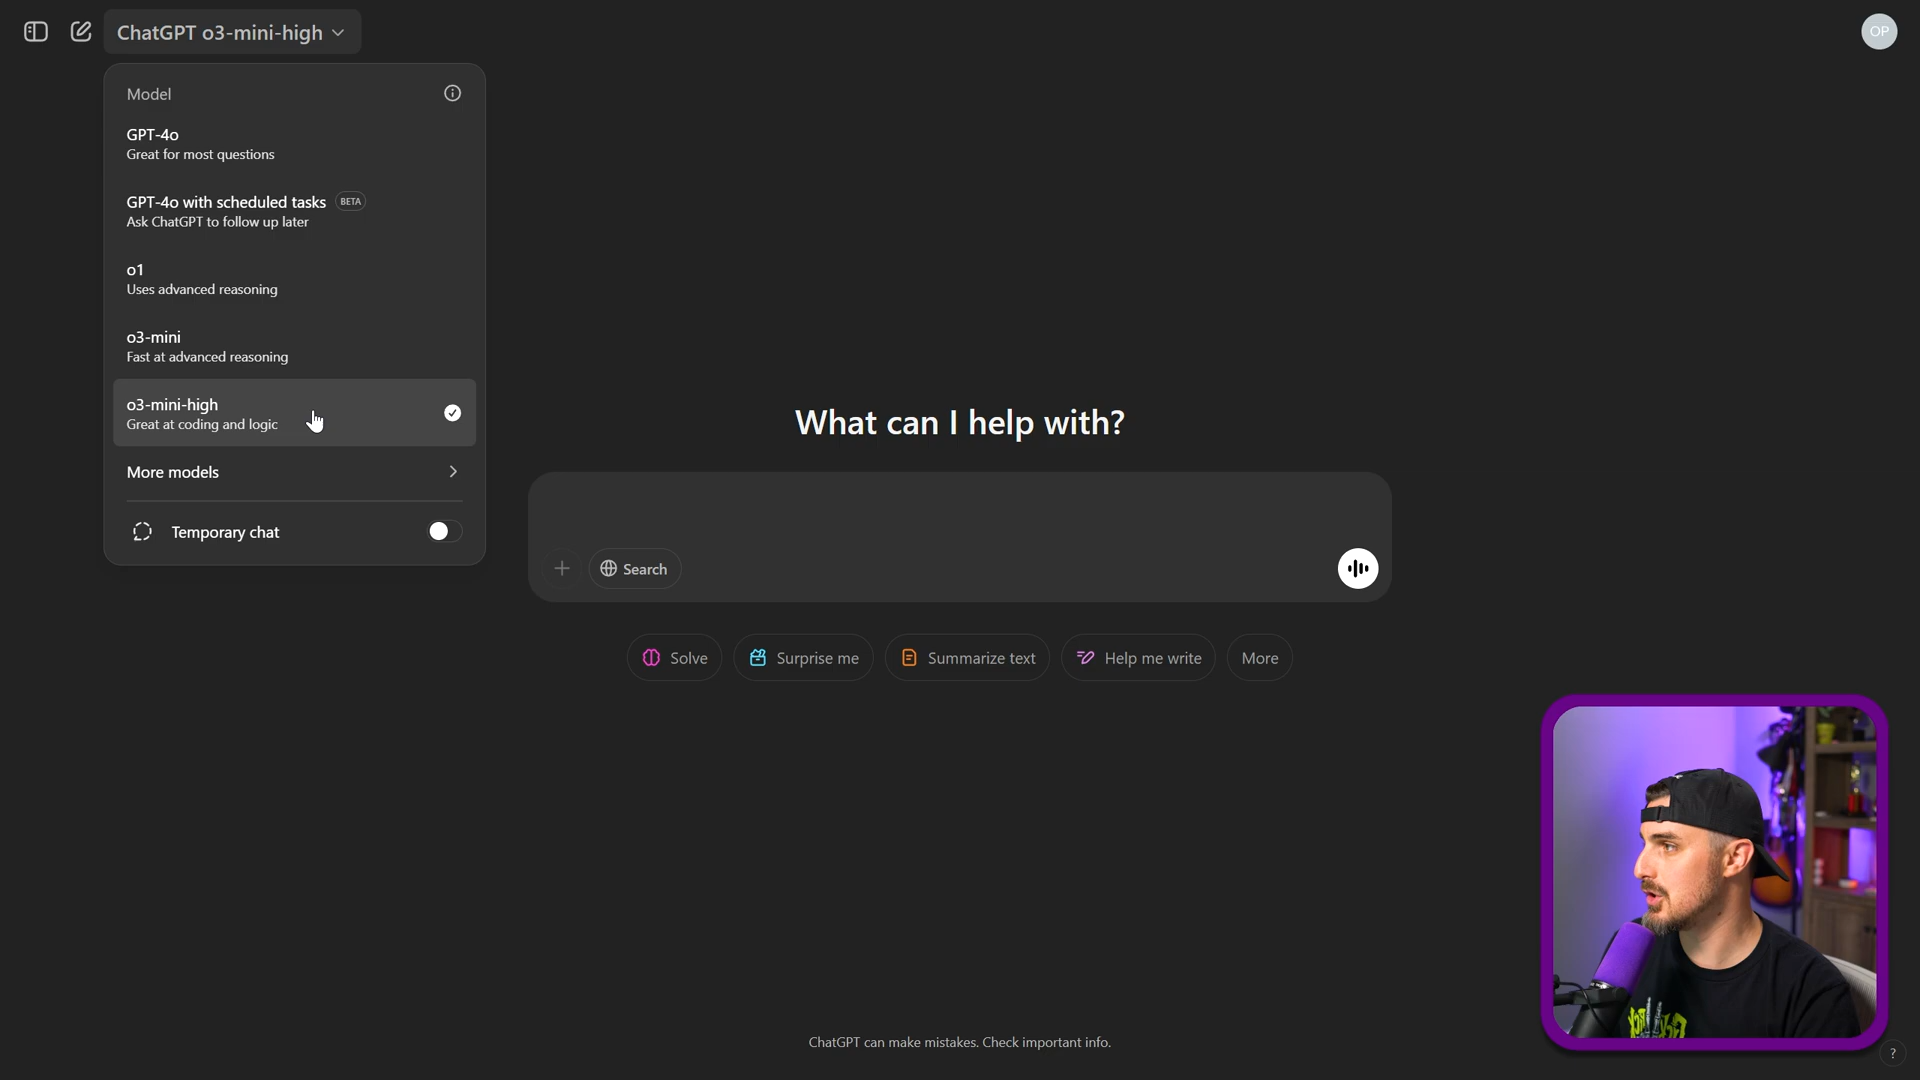 ChatGPT o3-mini-high
OP
Model
GPT-4o
Great for most questions
GPT-4o with scheduled tasks BETA
Ask ChatGPT to follow up later
o1
Uses advanced reasoning
o3-mini
Fast at advanced reasoning
o3-mini-high
Great at coding and logic
More models
Temporary chat
What can I help with?
Search
Solve
Surprise me
Summarize text
Help me write
More
ChatGPT can make mistakes. Check important info.
?